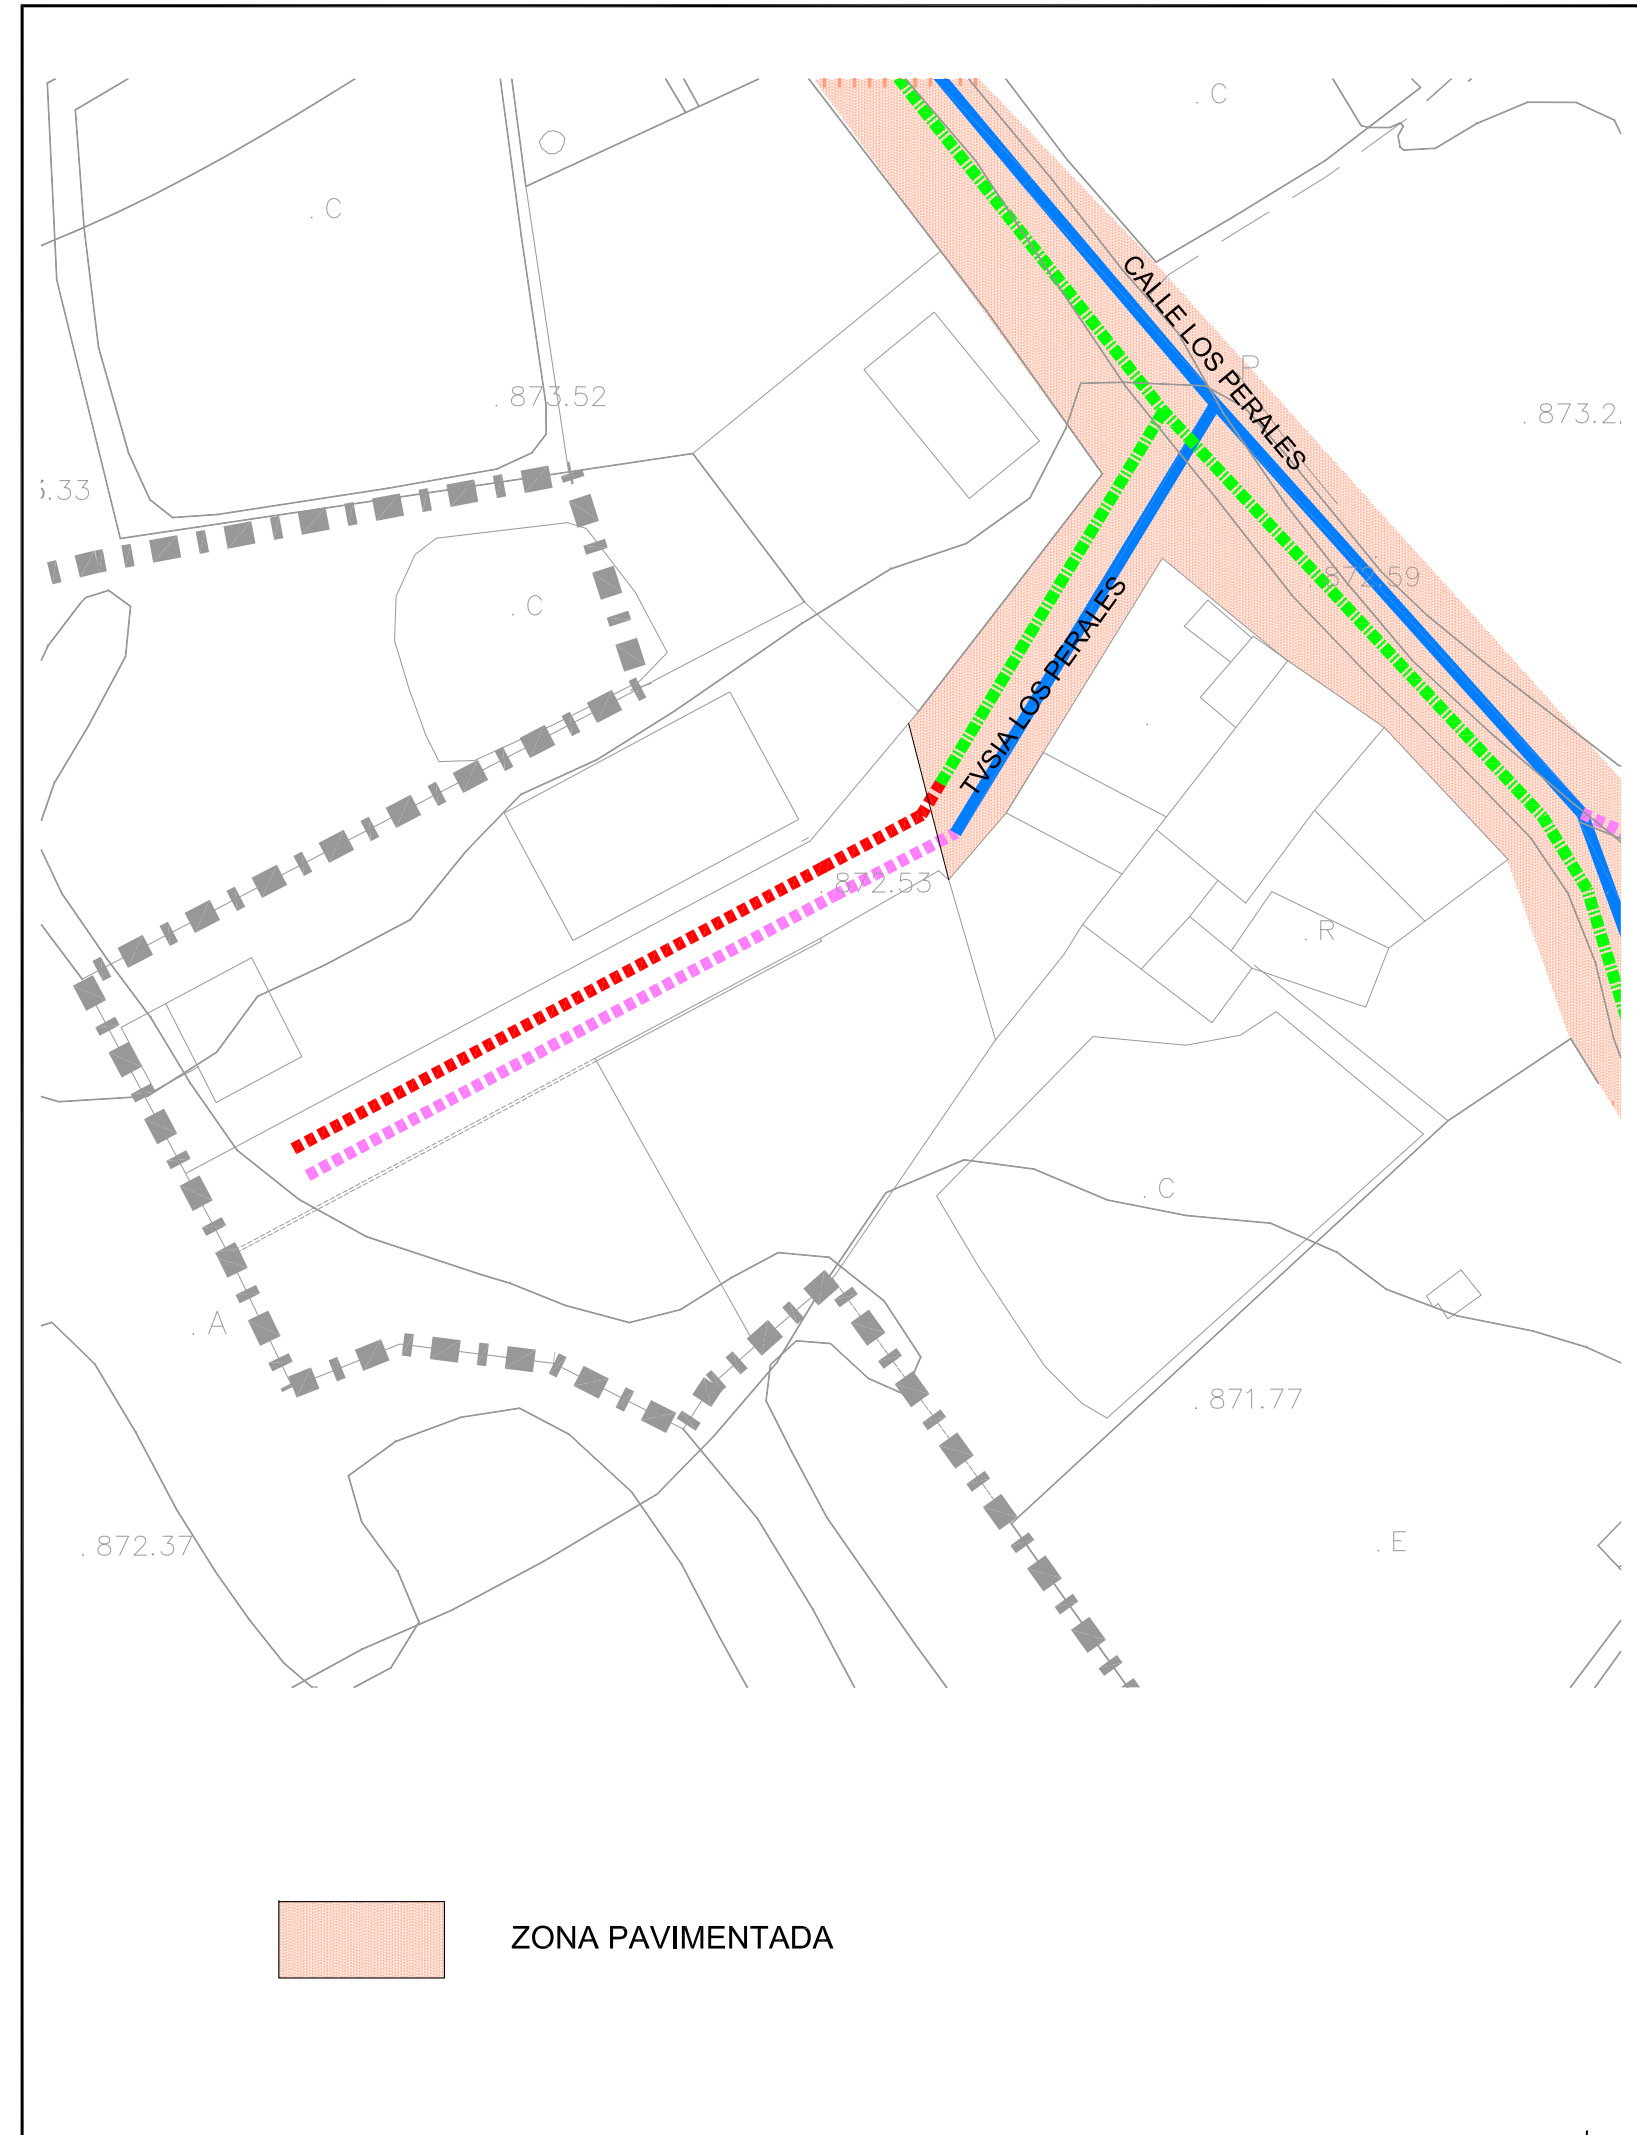 . C
. C
CALLE LOS PERALES
. P
. 873.52
. 873.2
5.33
872.59
. C
TVSIA LOS PERALES
. 872.53
. R
. C
. A
. 871.77
. 872.37
. E
ZONA PAVIMENTADA